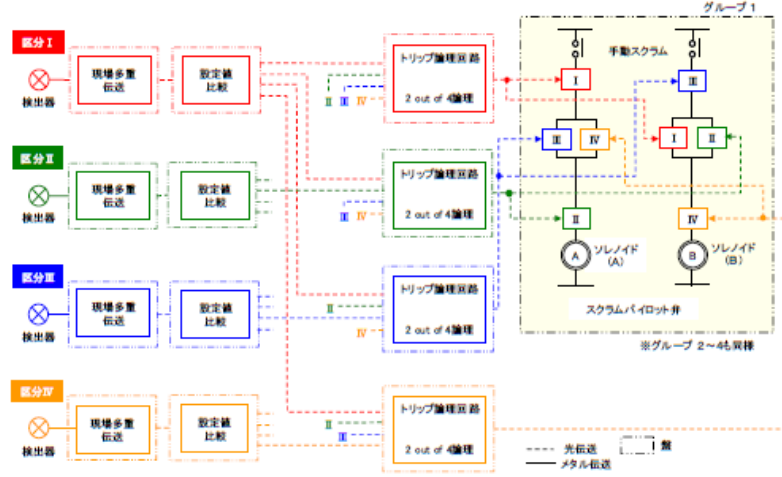 グループ 1
区分Ⅰ
検出器
現場多重
伝送
設定値
比較
トリップ論理回路
2 out of 4論理
Ⅱ Ⅲ Ⅳ
区分Ⅱ
検出器
現場多重
伝送
設定値
比較
トリップ論理回路
2 out of 4論理
Ⅲ Ⅳ
区分Ⅲ
検出器
現場多重
伝送
設定値
比較
トリップ論理回路
2 out of 4論理
Ⅱ
Ⅳ
区分Ⅳ
検出器
現場多重
伝送
設定値
比較
トリップ論理回路
2 out of 4論理
Ⅱ
Ⅲ
手動スクラム
Ⅰ
Ⅲ
Ⅲ Ⅳ
Ⅰ Ⅱ
Ⅱ
Ⅳ
A
ソレノイド
(A)
B
ソレノイド
(B)
スクラムパイロット弁
※グループ 2~4も同様
光伝送
メタル伝送
盤